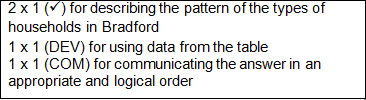 2 x 1 (✓) for describing the pattern of the types of
households in Bradford
1 x 1 (DEV) for using data from the table
1 x 1 (COM) for communicating the answer in an
appropriate and logical order